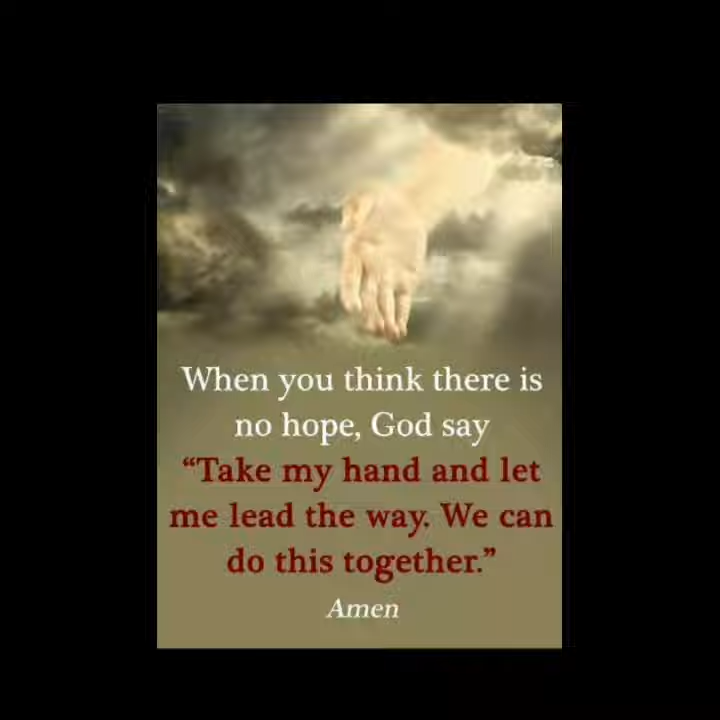 When you think there is
no hope, God say
“Take my hand and let
me lead the way. We can
do this together.”
Amen